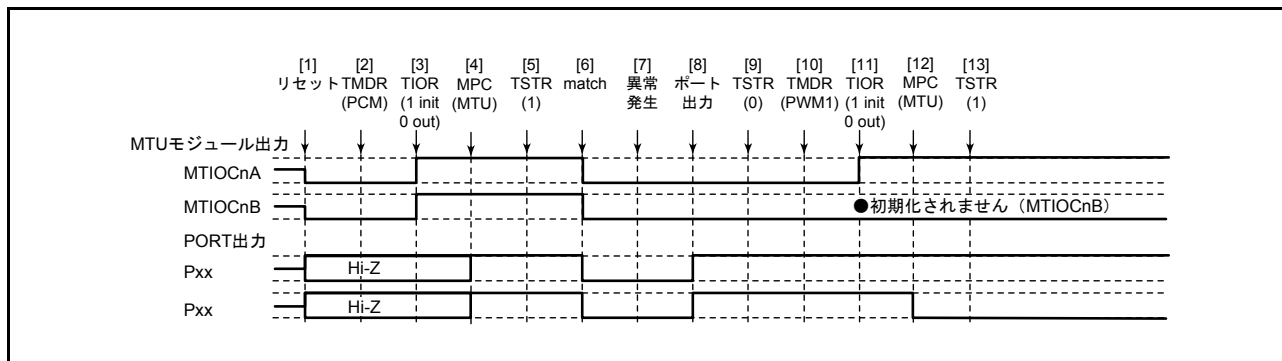 [1] [2] [3] [4] [5] [6] [7] [8] [9] [10] [11] [12] [13]
リセット TMDR TIOR MPC TSTR match 異常 ポート TSTR TMDR TIOR MPC TSTR
(PCM) (1 init (MTU) (1) 発生 出力 (0) (PWM1) (1 init (MTU) (1)
0 out) 0 out)
MTUモジュール出力
MTIOCnA
MTIOCnB
●初期化されません（MTIOCnB）
PORT出力
Pxx Hi-Z
Pxx Hi-Z